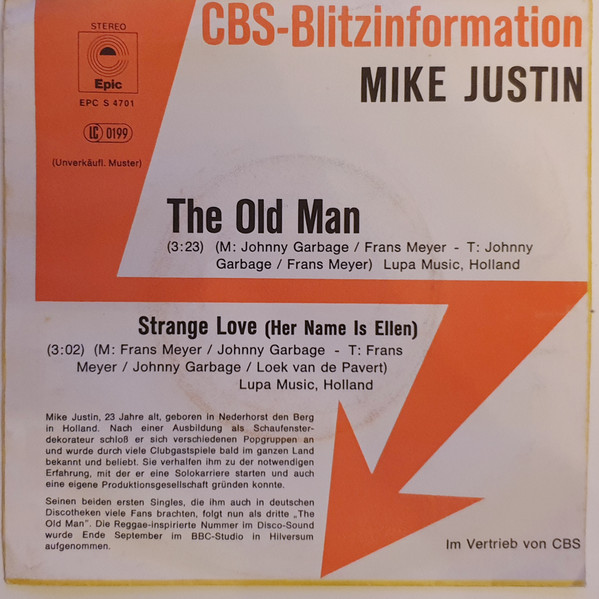 CBS-Blitzinformation
MIKE JUSTIN
STEREO
Epic
EPC S 4701
LC 0199
(Unverkäufl. Muster)
The Old Man
(3:23) (M: Johnny Garbage / Frans Meyer - T: Johnny
Garbage / Frans Meyer) Lupa Music, Holland
Strange Love (Her Name Is Ellen)
(3:02) (M: Frans Meyer / Johnny Garbage - T: Frans
Meyer / Johnny Garbage / Loek van de Pavert)
Lupa Music, Holland
Mike Justin, 23 Jahre alt, geboren in Nederhorst den Berg
in Holland. Nach einer Ausbildung als Schaufenster-
dekorateur schloß er sich verschiedenen Popgruppen an
und wurde durch viele Clubgastspiele bald im ganzen Land
bekannt und beliebt. Sie verhalfen ihm zu der notwendigen
Erfahrung, mit der er eine Solokarriere starten und auch
eine eigene Produktionsgesellschaft gründen konnte.
Seinen beiden ersten Singles, die ihm auch in deutschen
Discotheken viele Fans brachten, folgt nun als dritte „The
Old Man". Die Reggae-inspirierte Nummer im Disco-Sound
wurde Ende September im BBC-Studio in Hilversum
aufgenommen.
Im Vertrieb von CBS